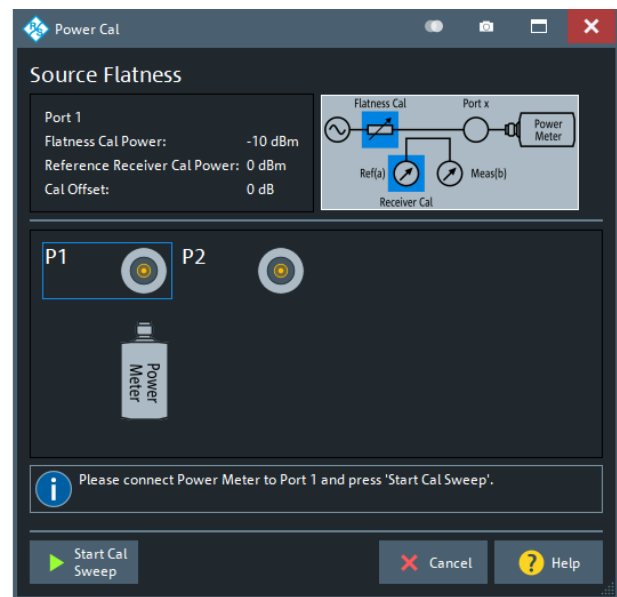 R/S
Power Cal
Source Flatness
Port 1
Flatness Cal Power: -10 dBm
Reference Receiver Cal Power: 0 dBm
Cal Offset: 0 dB
Flatness Cal
Port x
Power
Meter
Ref(a)
Meas(b)
Receiver Cal
P1
P2
Power
Meter
Please connect Power Meter to Port 1 and press 'Start Cal Sweep'.
Start Cal
Sweep
Cancel
Help